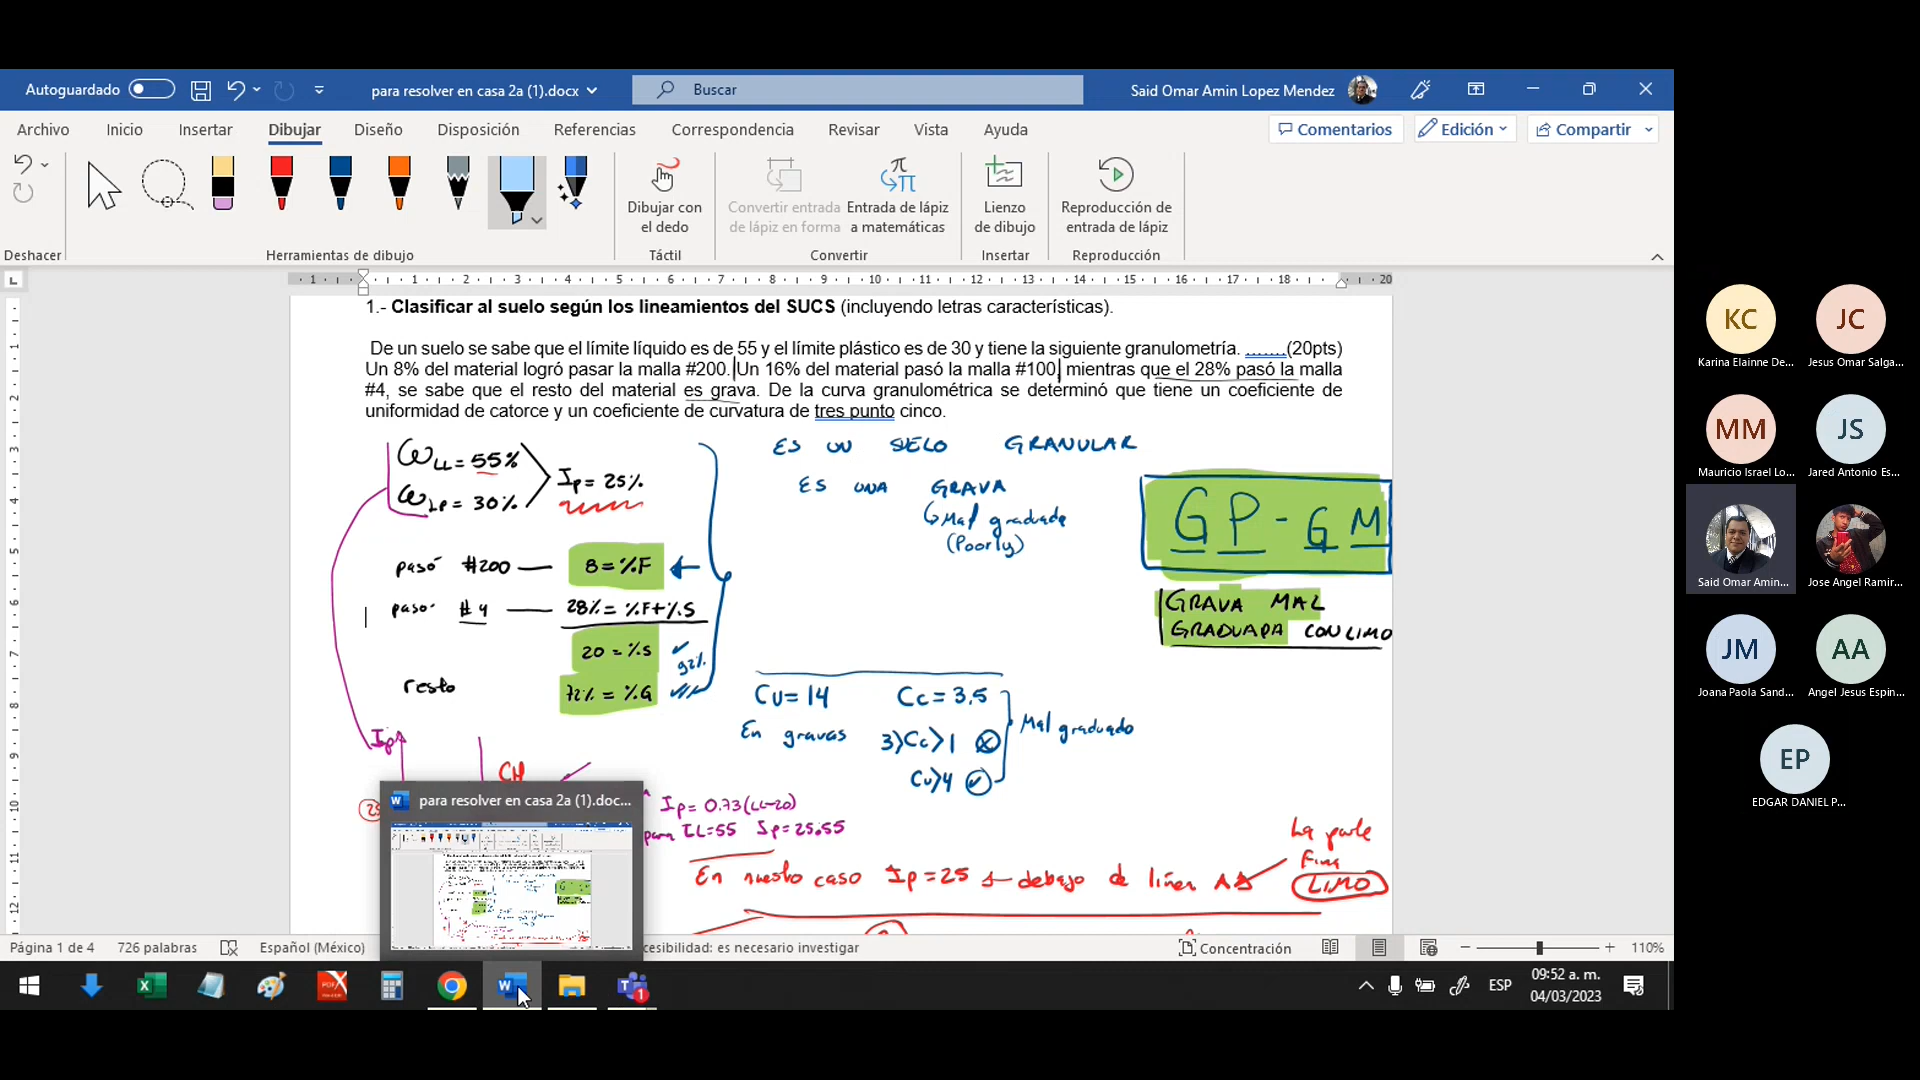 Autoguardado
para resolver en casa 2a (1).docx
Buscar
Said Omar Amin Lopez Mendez
Archivo Inicio Insertar Dibujar Diseño Disposición Referencias Correspondencia Revisar Vista Ayuda
Comentarios Edición Compartir
Dibujar con el dedo
Convertir entrada de lápiz en forma
Entrada de lápiz a matemáticas
Lienzo de dibujo
Reproducción de entrada de lápiz
Deshacer Herramientas de dibujo Táctil Convertir Insertar Reproducción
1.- Clasificar al suelo según los lineamientos del SUCS (incluyendo letras características).
De un suelo se sabe que el límite líquido es de 55 y el límite plástico es de 30 y tiene la siguiente granulometría. .......(20pts)
Un 8% del material logró pasar la malla #200. Un 16% del material pasó la malla #100, mientras que el 28% pasó la malla
#4, se sabe que el resto del material es grava. De la curva granulométrica se determinó que tiene un coeficiente de
uniformidad de catorce y un coeficiente de curvatura de tres punto cinco.
ωLL = 55%
ωLP = 30%
Ip = 25%
pasó #200 — 8 = %F
paso #4 — 28% = %F+%S
20 = %S
92%
resto 72% = %G
ES UN SUELO GRANULAR
ES UNA GRAVA
Mal graduada
(Poorly)
GP - GM
GRAVA MAL
GRADUADA CON LIMO
Cu = 14 Cc = 3.5
En gravas 3>Cc>1
Cu>4
Mal graduado
Ip
CH
Ip = 0.73(LL-20)
para LL=55 Ip=25.55
En nuestro caso Ip = 25 debajo de línea A
La parte
Fina
LIMO
para resolver en casa 2a (1).doc...
Página 1 de 4 726 palabras Español (México) cesibilidad: es necesario investigar Concentración 110%
ESP
09:52 a. m.
04/03/2023
KC
Karina Elainne De...
JC
Jesus Omar Salga...
MM
Mauricio Israel Lo...
JS
Jared Antonio Es...
Said Omar Amin...
Jose Angel Ramir...
JM
Joana Paola Sand...
AA
Angel Jesus Espin...
EP
EDGAR DANIEL P...